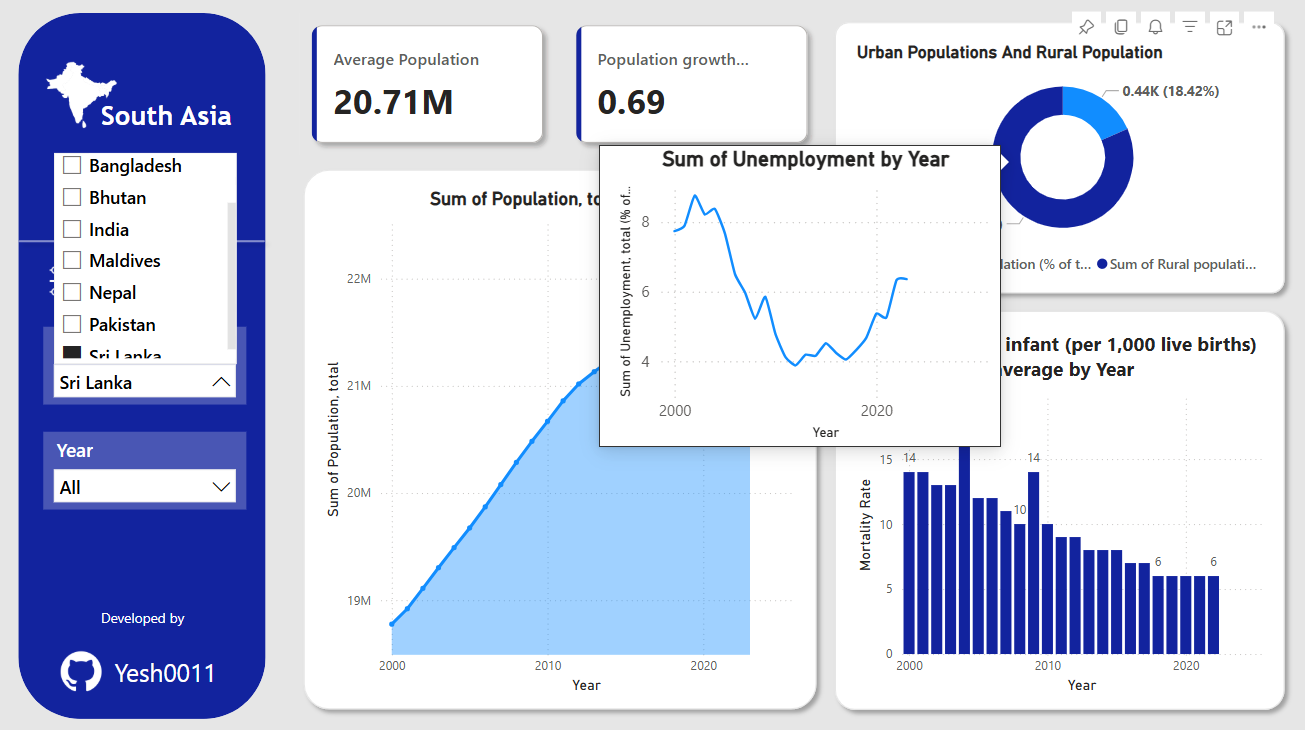 South Asia
Bangladesh
Bhutan
India
Maldives
Nepal
Pakistan
Sri Lanka
Sri Lanka
Year
All
Developed by
Yesh0011
Average Population
20.71M
Population growth...
0.69
Sum of Population, to
Sum of Population, total
22M
21M
20M
19M
2000
2010
2020
Year
Sum of Unemployment by Year
Sum of Unemployment, total (% of...
8
6
4
2000
2020
Year
Urban Populations And Rural Population
0.44K (18.42%)
)
lation (% of t...
Sum of Rural populati...
infant (per 1,000 live births)
verage by Year
Mortality Rate
15
10
5
0
14
10
14
6
6
2000
2010
2020
Year